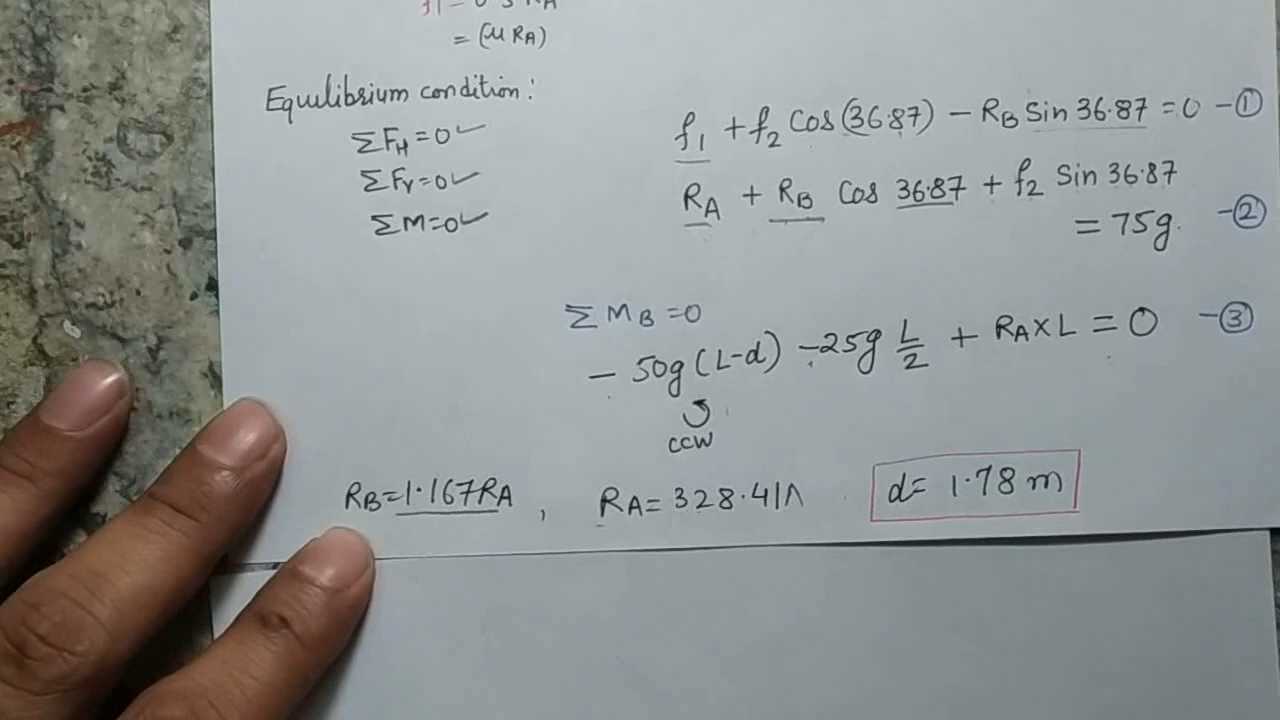 = (μ RA)
Equilibrium condition:
ΣFH=0✓
ΣFV=0✓
ΣM=0✓
f1 + f2 Cos(36.87) − RB Sin 36.87 = 0 −①
RA + RB Cos 36.87 + f2 Sin 36.87
= 75g. −②
ΣMB=0
− 50g (L-d) − 25g L/2 + RA×L = 0 −③
CCW
RB=1.167RA, RA= 328.41N d= 1.78 m